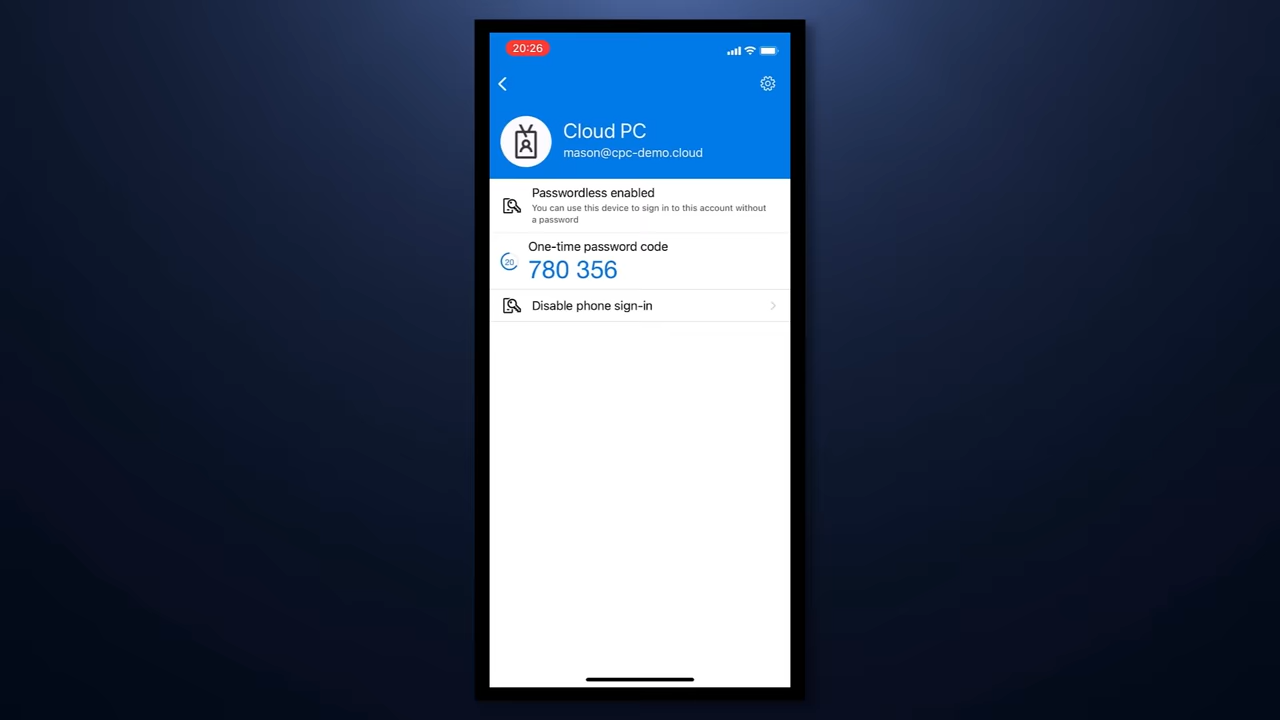 20:26
Cloud PC
mason@cpc-demo.cloud
Passwordless enabled
You can use this device to sign in to this account without
a password
One-time password code
20
780 356
Disable phone sign-in